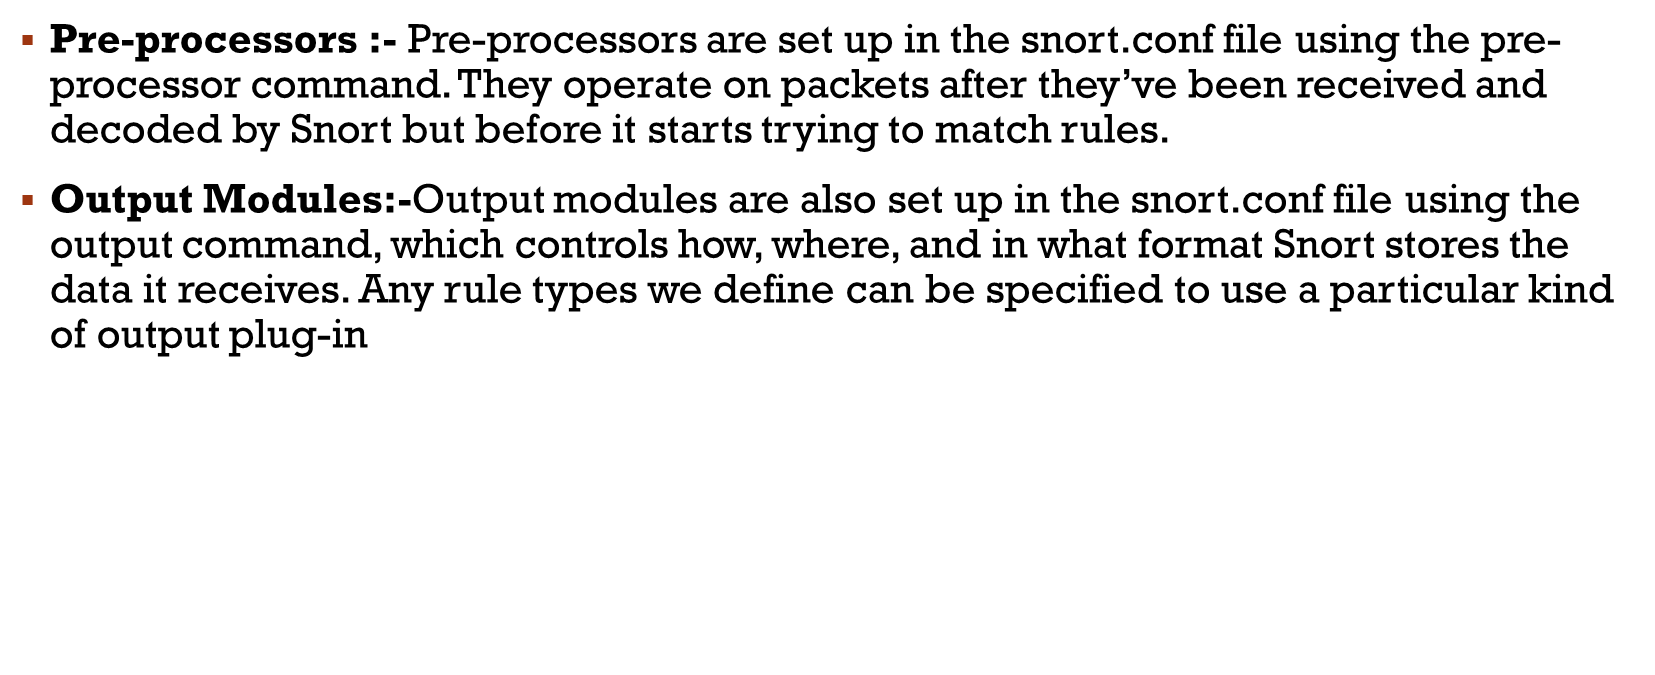 ▪ Pre-processors :- Pre-processors are set up in the snort.conf file using the pre-
processor command. They operate on packets after they’ve been received and
decoded by Snort but before it starts trying to match rules.
▪ Output Modules:-Output modules are also set up in the snort.conf file using the
output command, which controls how, where, and in what format Snort stores the
data it receives. Any rule types we define can be specified to use a particular kind
of output plug-in